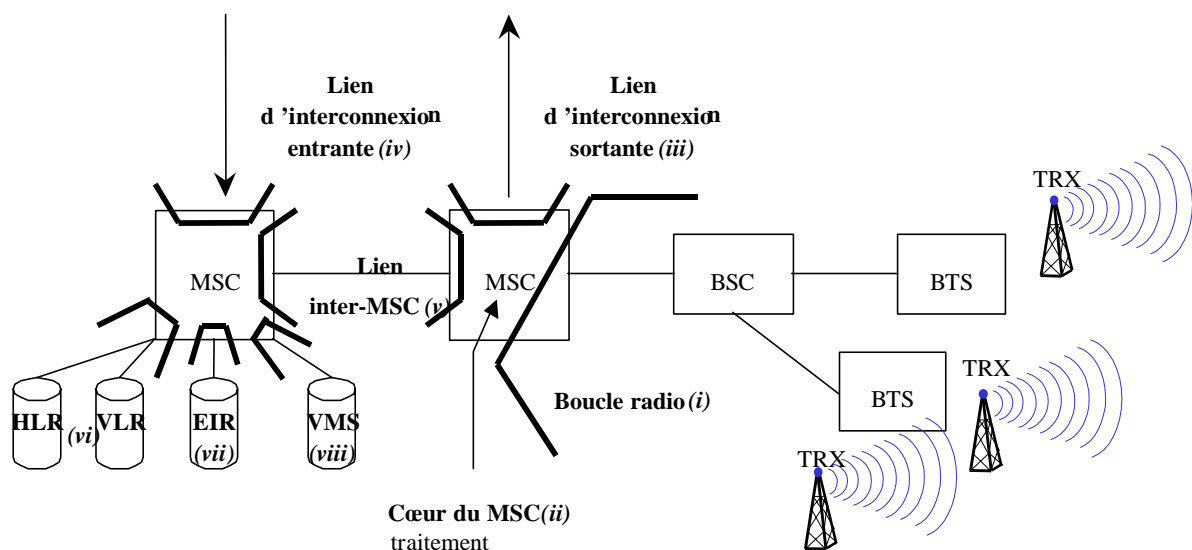 Lien
d ’interconnexion
entrante (iv)
Lien
d ’interconnexion
sortante (iii)
TRX
MSC
Lien
inter-MSC (v)
MSC
BSC
BTS
TRX
BTS
Boucle radio (i)
HLR
(vi)
VLR
EIR
(vii)
VMS
(viii)
TRX
Cœur du MSC (ii)
traitement